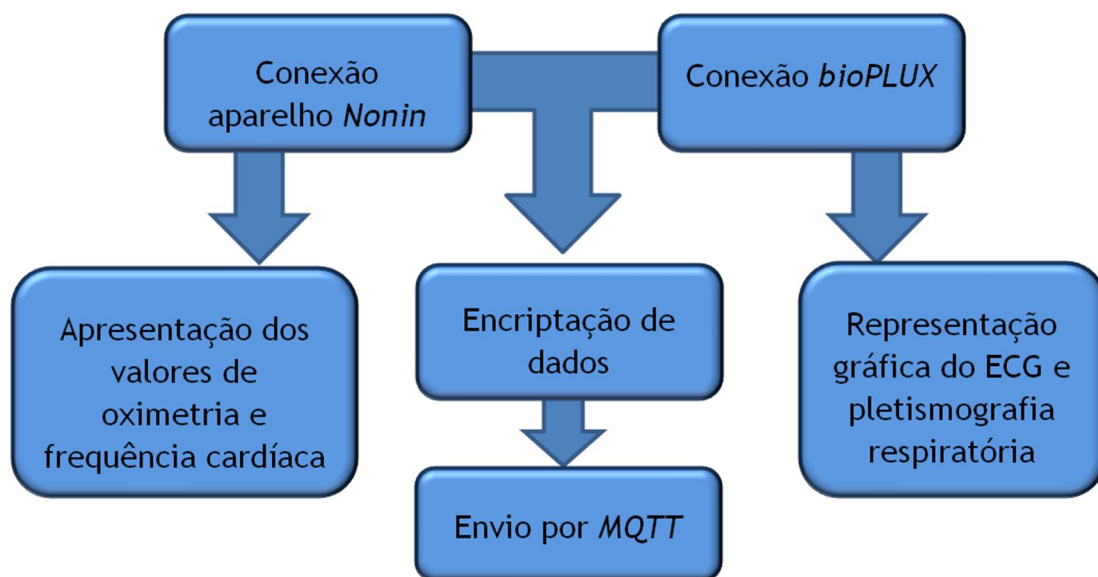 Conexão
aparelho Nonin
Conexão bioPLUX
Apresentação dos
valores de
oximetria e
frequência cardíaca
Encriptação de
dados
Representação
gráfica do ECG e
pletismografia
respiratória
Envio por MQTT